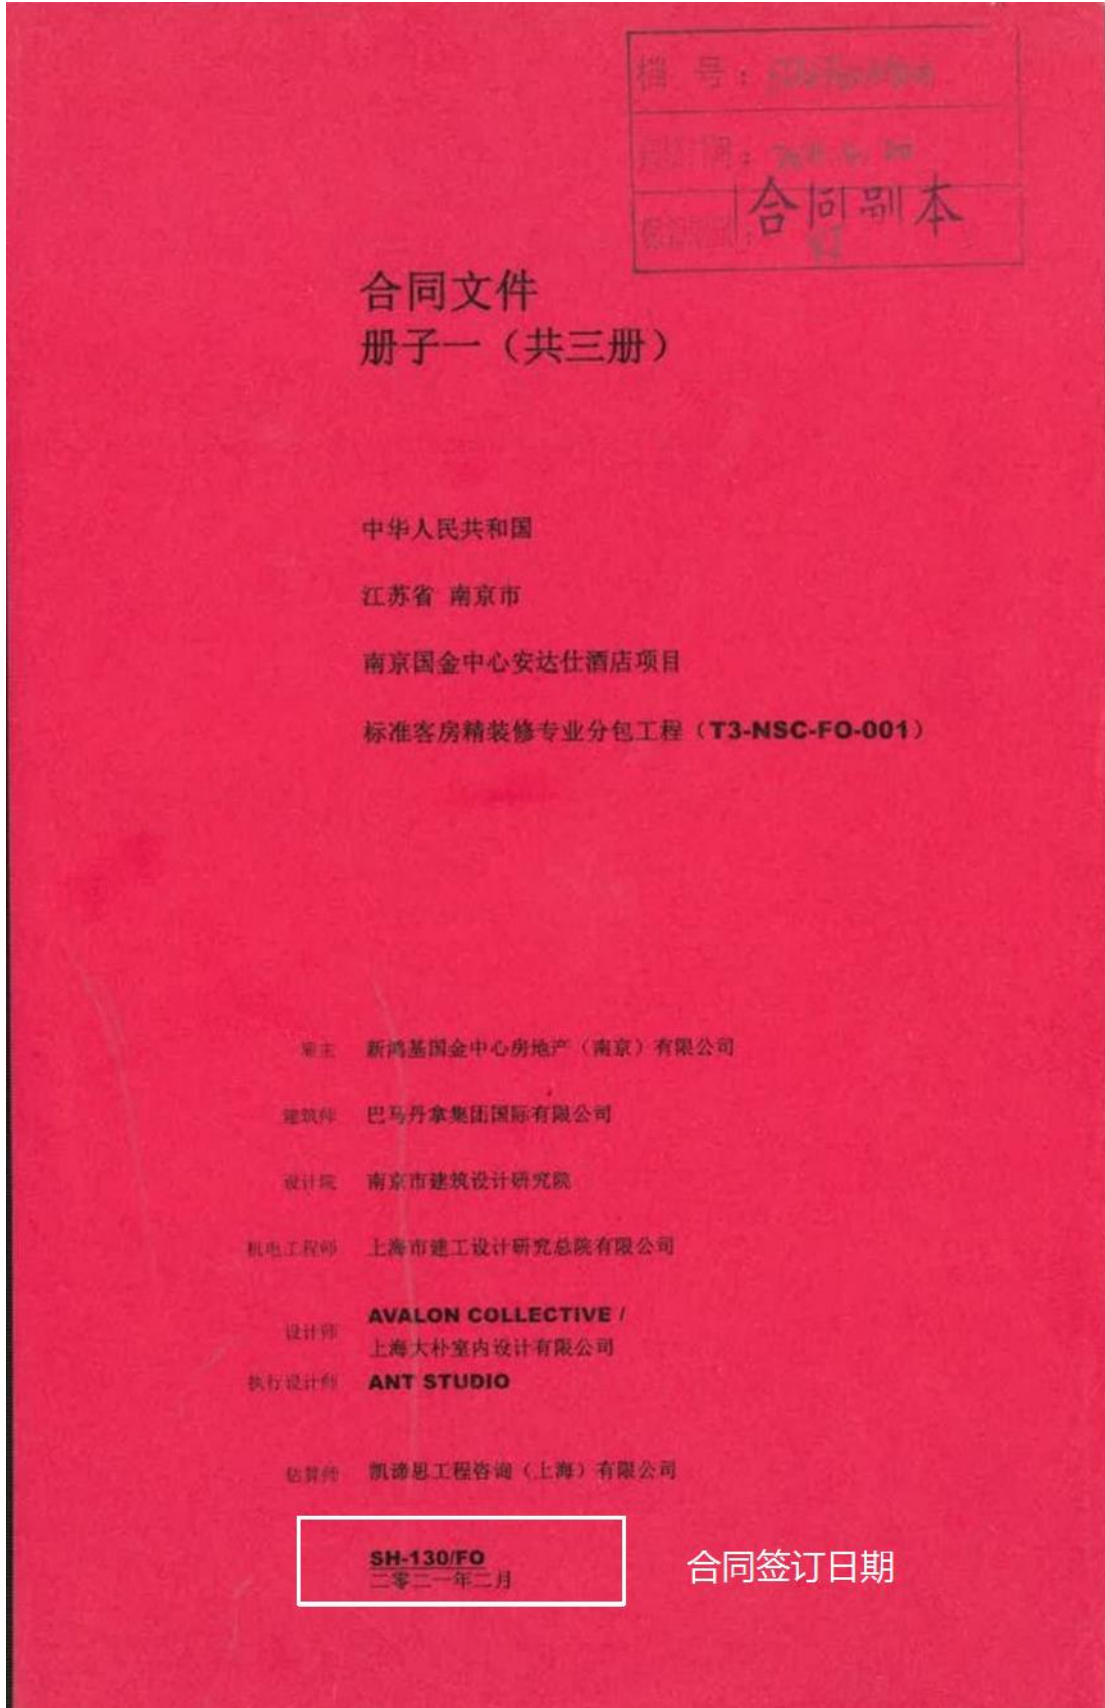 档 号：
合同副本
合同文件
册子一（共三册）
中华人民共和国
江苏省 南京市
南京国金中心安达仕酒店项目
标准客房精装修专业分包工程（T3-NSC-FO-001）
雇主 新鸿基国金中心房地产（南京）有限公司
建筑师 巴马丹拿集团国际有限公司
设计院 南京市建筑设计研究院
机电工程师 上海市建工设计研究总院有限公司
设计师 AVALON COLLECTIVE /
上海大朴室内设计有限公司
执行设计师 ANT STUDIO
估算师 凯谛思工程咨询（上海）有限公司
SH-130/FO
二零二一年二月
合同签订日期